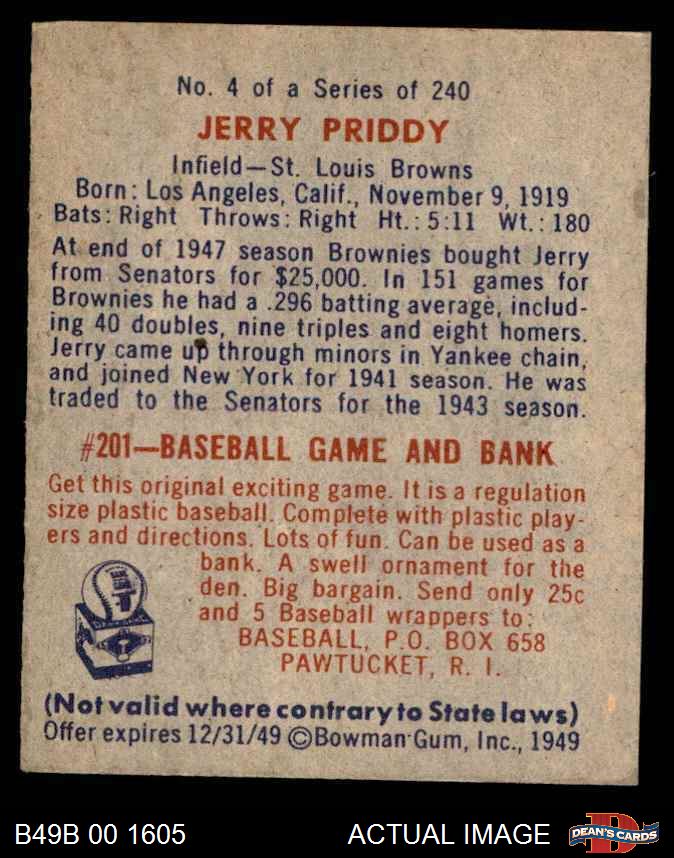 No. 4 of a Series of 240
JERRY PRIDDY
Infield—St. Louis Browns
Born: Los Angeles, Calif., November 9, 1919
Bats: Right Throws: Right Ht.: 5:11 Wt.: 180
At end of 1947 season Brownies bought Jerry
from Senators for $25,000. In 151 games for
Brownies he had a .296 batting average, includ-
ing 40 doubles, nine triples and eight homers.
Jerry came up through minors in Yankee chain,
and joined New York for 1941 season. He was
traded to the Senators for the 1943 season.
#201—BASEBALL GAME AND BANK
Get this original exciting game. It is a regulation
size plastic baseball. Complete with plastic play-
ers and directions. Lots of fun. Can be used as a
bank. A swell ornament for the
den. Big bargain. Send only 25c
and 5 Baseball wrappers to:
BASEBALL, P.O. BOX 658
PAWTUCKET, R. I.
(Not valid where contrary to State laws)
Offer expires 12/31/49 ©Bowman Gum, Inc., 1949
B49B 00 1605
ACTUAL IMAGE
D
DEAN'S CARDS